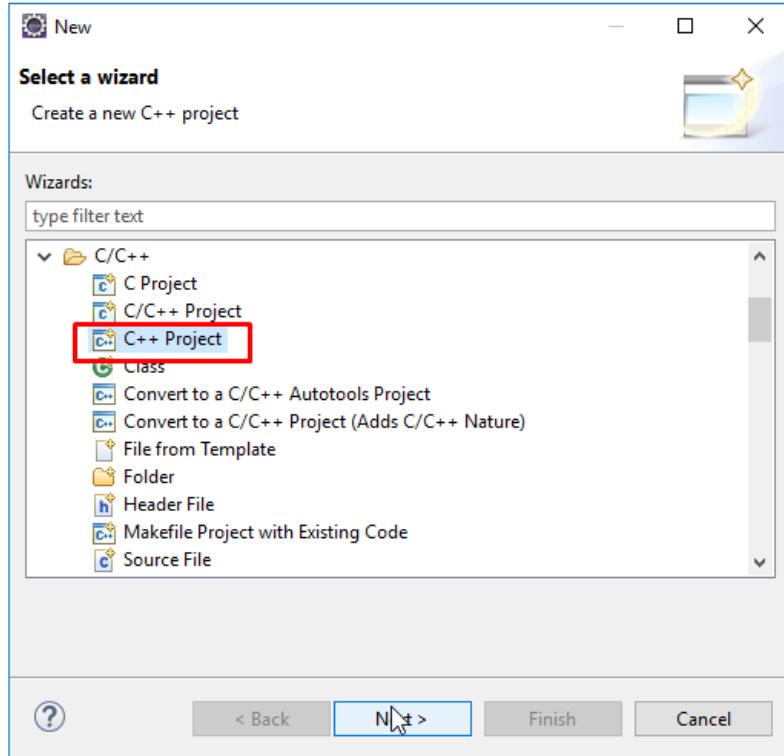 New
Select a wizard
Create a new C++ project
Wizards:
type filter text
C/C++
C Project
C/C++ Project
C++ Project
Class
Convert to a C/C++ Autotools Project
Convert to a C/C++ Project (Adds C/C++ Nature)
File from Template
Folder
Header File
Makefile Project with Existing Code
Source File
? < Back Next > Finish Cancel